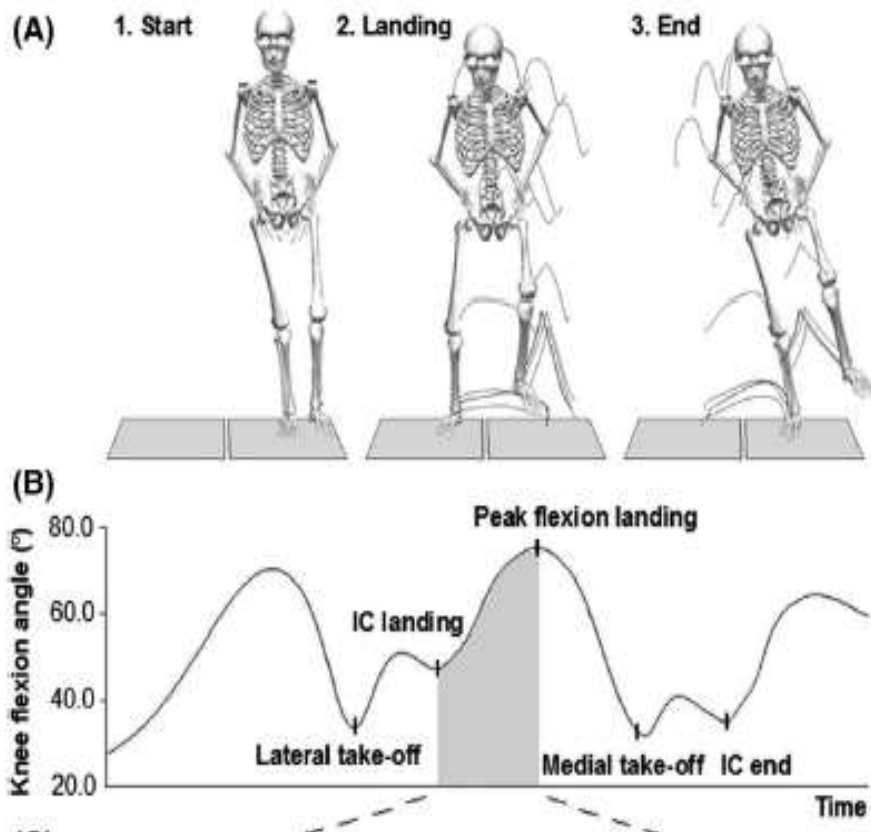 (A) 1. Start 2. Landing 3. End
(B)
Knee flexion angle (°)
80.0
60.0
40.0
20.0
Peak flexion landing
IC landing
Lateral take-off
Medial take-off IC end
Time